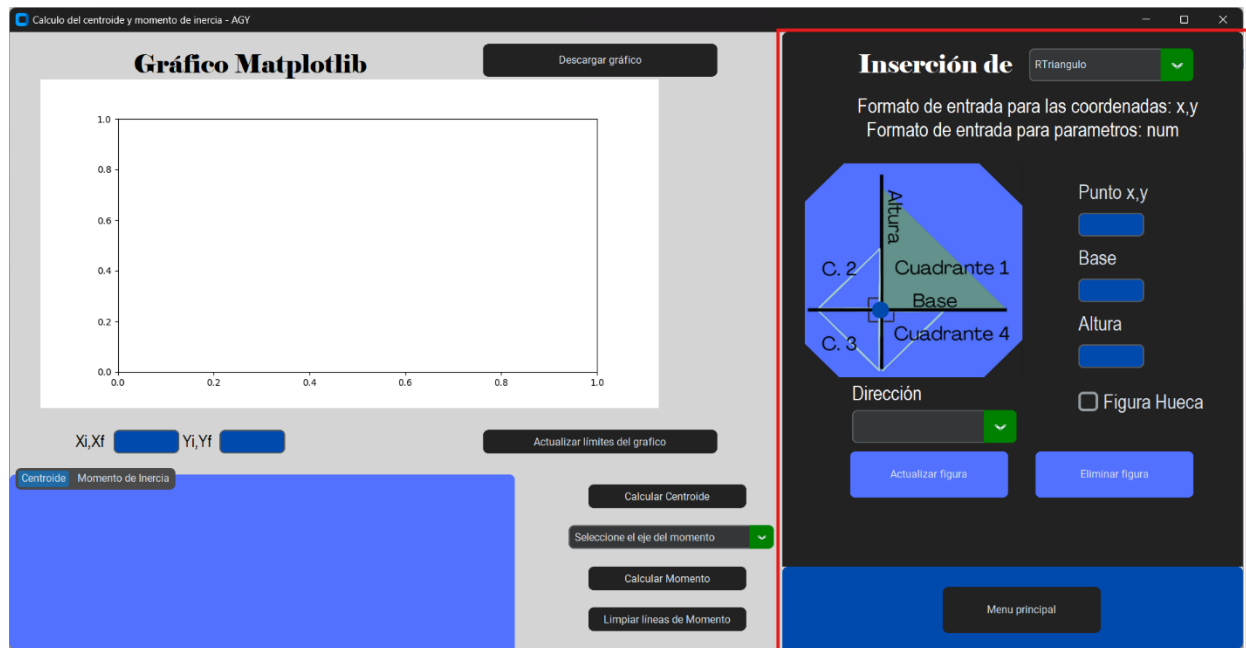 Calculo del centroide y momento de inercia - AGY
Gráfico Matplotlib
Descargar gráfico
1.0
0.8
0.6
0.4
0.2
0.0
0.0 0.2 0.4 0.6 0.8 1.0
Xi,Xf Yi,Yf
Actualizar límites del grafico
Centroide Momento de Inercia
Calcular Centroide
Seleccione el eje del momento
Calcular Momento
Limpiar líneas de Momento
Inserción de RTriangulo
Formato de entrada para las coordenadas: x,y
Formato de entrada para parametros: num
Altura
C. 2 Cuadrante 1
Base
C. 3 Cuadrante 4
Punto x,y
Base
Altura
Dirección
Figura Hueca
Actualizar figura Eliminar figura
Menu principal